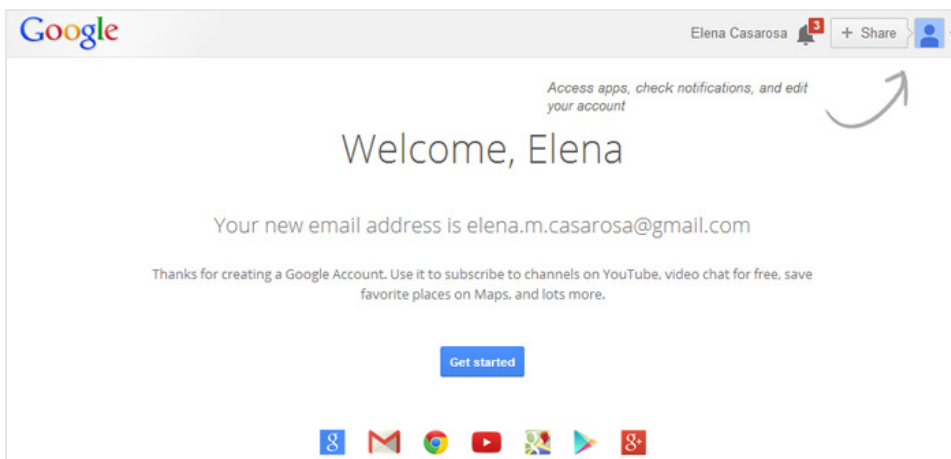 Google
Elena Casarosa 3 + Share
Access apps, check notifications, and edit
your account
Welcome, Elena
Your new email address is elena.m.casarosa@gmail.com
Thanks for creating a Google Account. Use it to subscribe to channels on YouTube, video chat for free, save
favorite places on Maps, and lots more.
Get started
8 g+